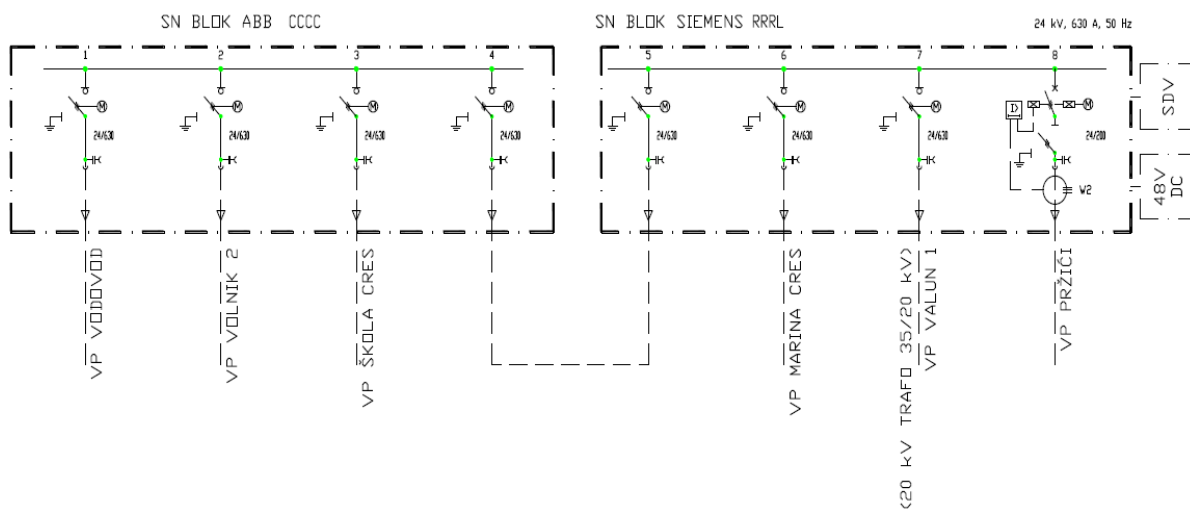 SN BLOK ABB CCCC
SN BLOK SIEMENS RRRL
24 kV, 630 A, 50 Hz
1
2
3
4
5
6
7
8
M
M
M
M
M
M
M
D
24/630
24/630
24/630
24/630
24/630
24/630
24/630
24/200
W2
SDV
48V
DC
VP VODOVOD
VP VOLNIK 2
VP ŠKOLA CRES
VP MARINA CRES
(20 kV TRAFO 35/20 kV)
VP VALUN 1
VP PRŽIĆI